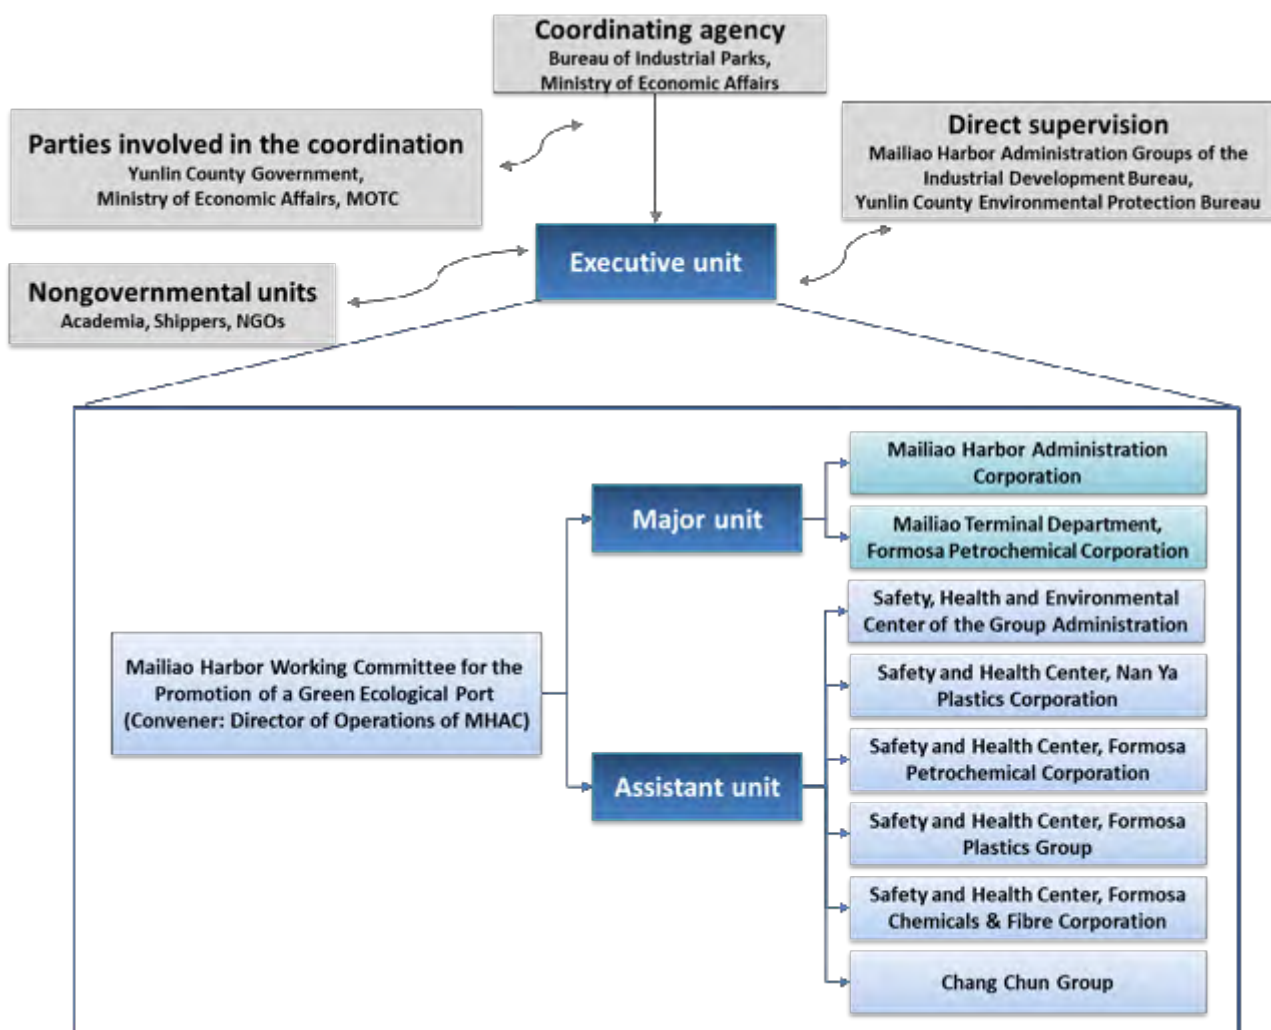 Coordinating agency
Bureau of Industrial Parks,
Ministry of Economic Affairs
Parties involved in the coordination
Yunlin County Government,
Ministry of Economic Affairs, MOTC
Direct supervision
Mailiao Harbor Administration Groups of the
Industrial Development Bureau,
Yunlin County Environmental Protection Bureau
Executive unit
Nongovernmental units
Academia, Shippers, NGOs
Mailiao Harbor Working Committee for the
Promotion of a Green Ecological Port
(Convener: Director of Operations of MHAC)
Major unit
Mailiao Harbor Administration
Corporation
Mailiao Terminal Department,
Formosa Petrochemical Corporation
Assistant unit
Safety, Health and Environmental
Center of the Group Administration
Safety and Health Center, Nan Ya
Plastics Corporation
Safety and Health Center, Formosa
Petrochemical Corporation
Safety and Health Center, Formosa
Plastics Group
Safety and Health Center, Formosa
Chemicals & Fibre Corporation
Chang Chun Group